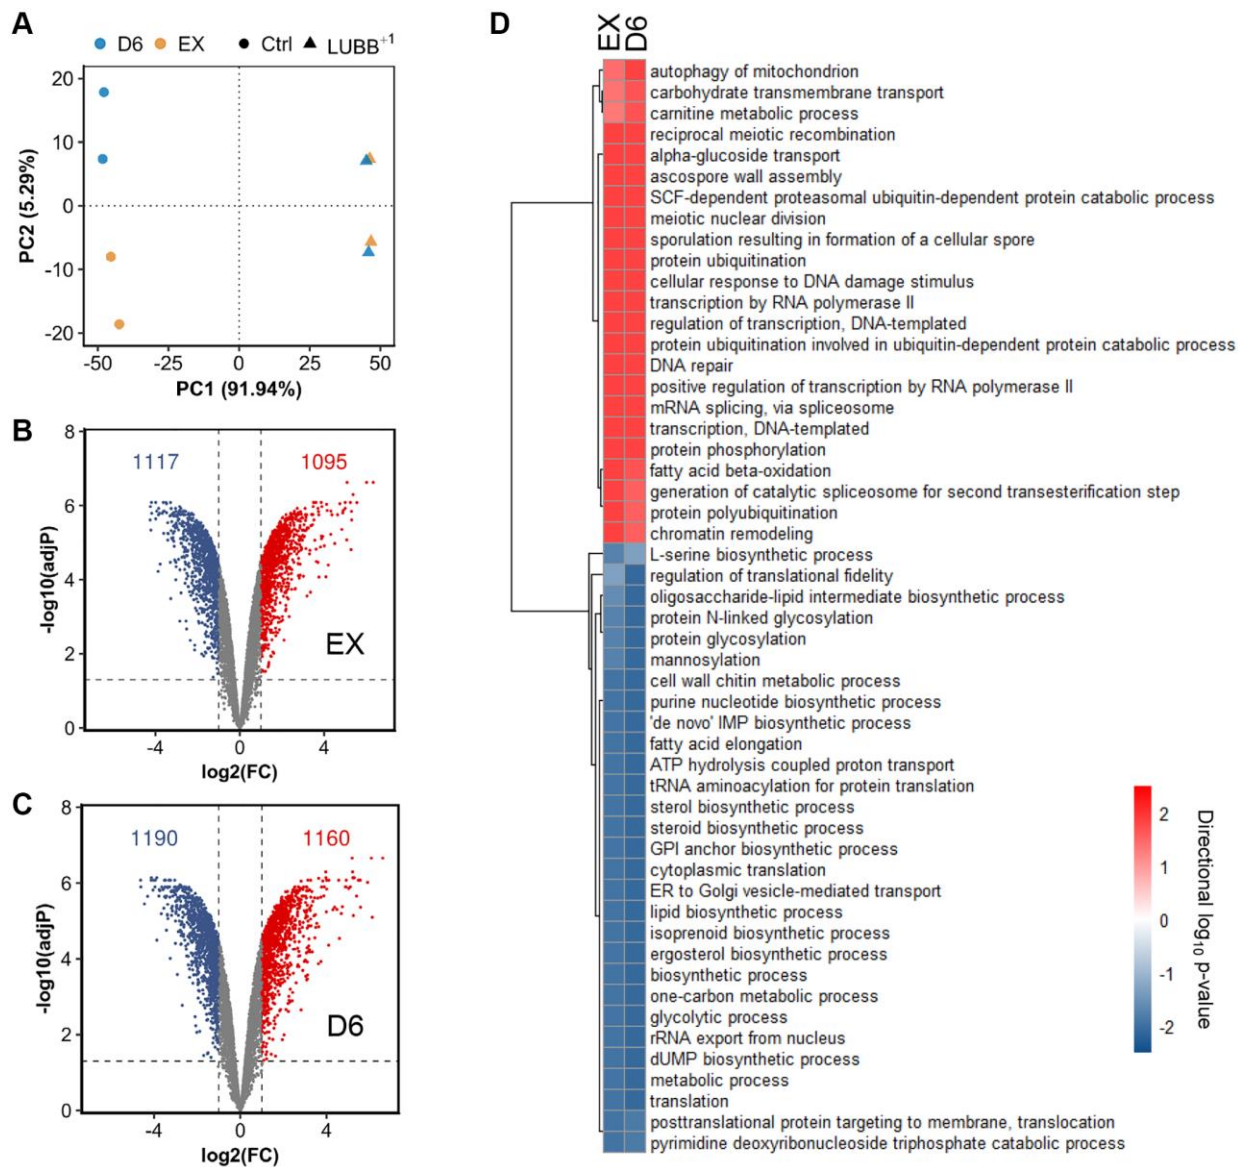 A
D6 EX Ctrl LUBB+1
20
10
0
-10
-20
PC2 (5.29%)
-50 -25 0 25 50
PC1 (91.94%)
B
8
6
4
2
0
-log10(adjP)
1117 1095
EX
-4 0 4
log2(FC)
C
8
6
4
2
0
-log10(adjP)
1190 1160
D6
-4 0 4
log2(FC)
D
EX
D6
autophagy of mitochondrion
carbohydrate transmembrane transport
carnitine metabolic process
reciprocal meiotic recombination
alpha-glucoside transport
ascospore wall assembly
SCF-dependent proteasomal ubiquitin-dependent protein catabolic process
meiotic nuclear division
sporulation resulting in formation of a cellular spore
protein ubiquitination
cellular response to DNA damage stimulus
transcription by RNA polymerase II
regulation of transcription, DNA-templated
protein ubiquitination involved in ubiquitin-dependent protein catabolic process
DNA repair
positive regulation of transcription by RNA polymerase II
mRNA splicing, via spliceosome
transcription, DNA-templated
protein phosphorylation
fatty acid beta-oxidation
generation of catalytic spliceosome for second transesterification step
protein polyubiquitination
chromatin remodeling
L-serine biosynthetic process
regulation of translational fidelity
oligosaccharide-lipid intermediate biosynthetic process
protein N-linked glycosylation
protein glycosylation
mannosylation
cell wall chitin metabolic process
purine nucleotide biosynthetic process
'de novo' IMP biosynthetic process
fatty acid elongation
ATP hydrolysis coupled proton transport
tRNA aminoacylation for protein translation
sterol biosynthetic process
steroid biosynthetic process
GPI anchor biosynthetic process
cytoplasmic translation
ER to Golgi vesicle-mediated transport
lipid biosynthetic process
isoprenoid biosynthetic process
ergosterol biosynthetic process
biosynthetic process
one-carbon metabolic process
glycolytic process
rRNA export from nucleus
dUMP biosynthetic process
metabolic process
translation
posttranslational protein targeting to membrane, translocation
pyrimidine deoxyribonucleoside triphosphate catabolic process
2
1
0
-1
-2
Directional log10 p-value